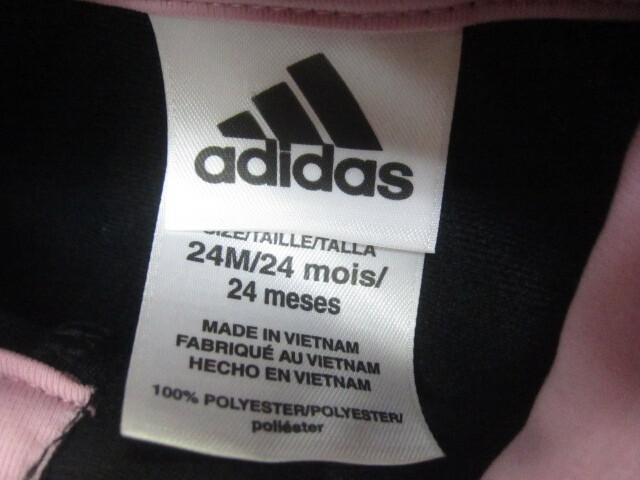 adidas
SIZE/TAILLE/TALLA
24M/24 mois/
24 meses
MADE IN VIETNAM
FABRIQUÉ AU VIETNAM
HECHO EN VIETNAM
100% POLYESTER/POLYESTER/
poliéster